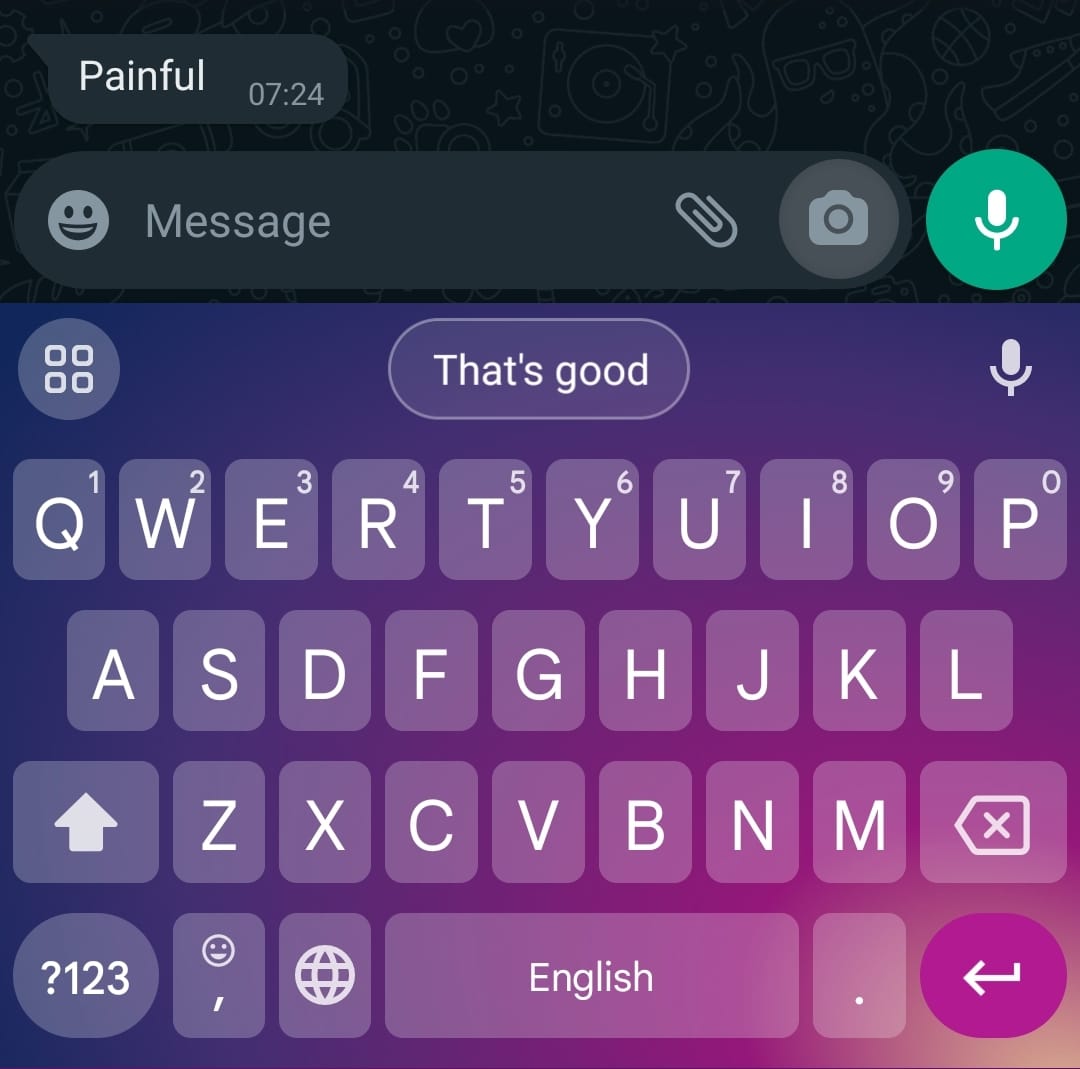 Painful 07:24
Message
That's good
1 2 3 4 5 6 7 8 9 0
Q W E R T Y U I O P
A S D F G H J K L
Z X C V B N M
?123 , English .